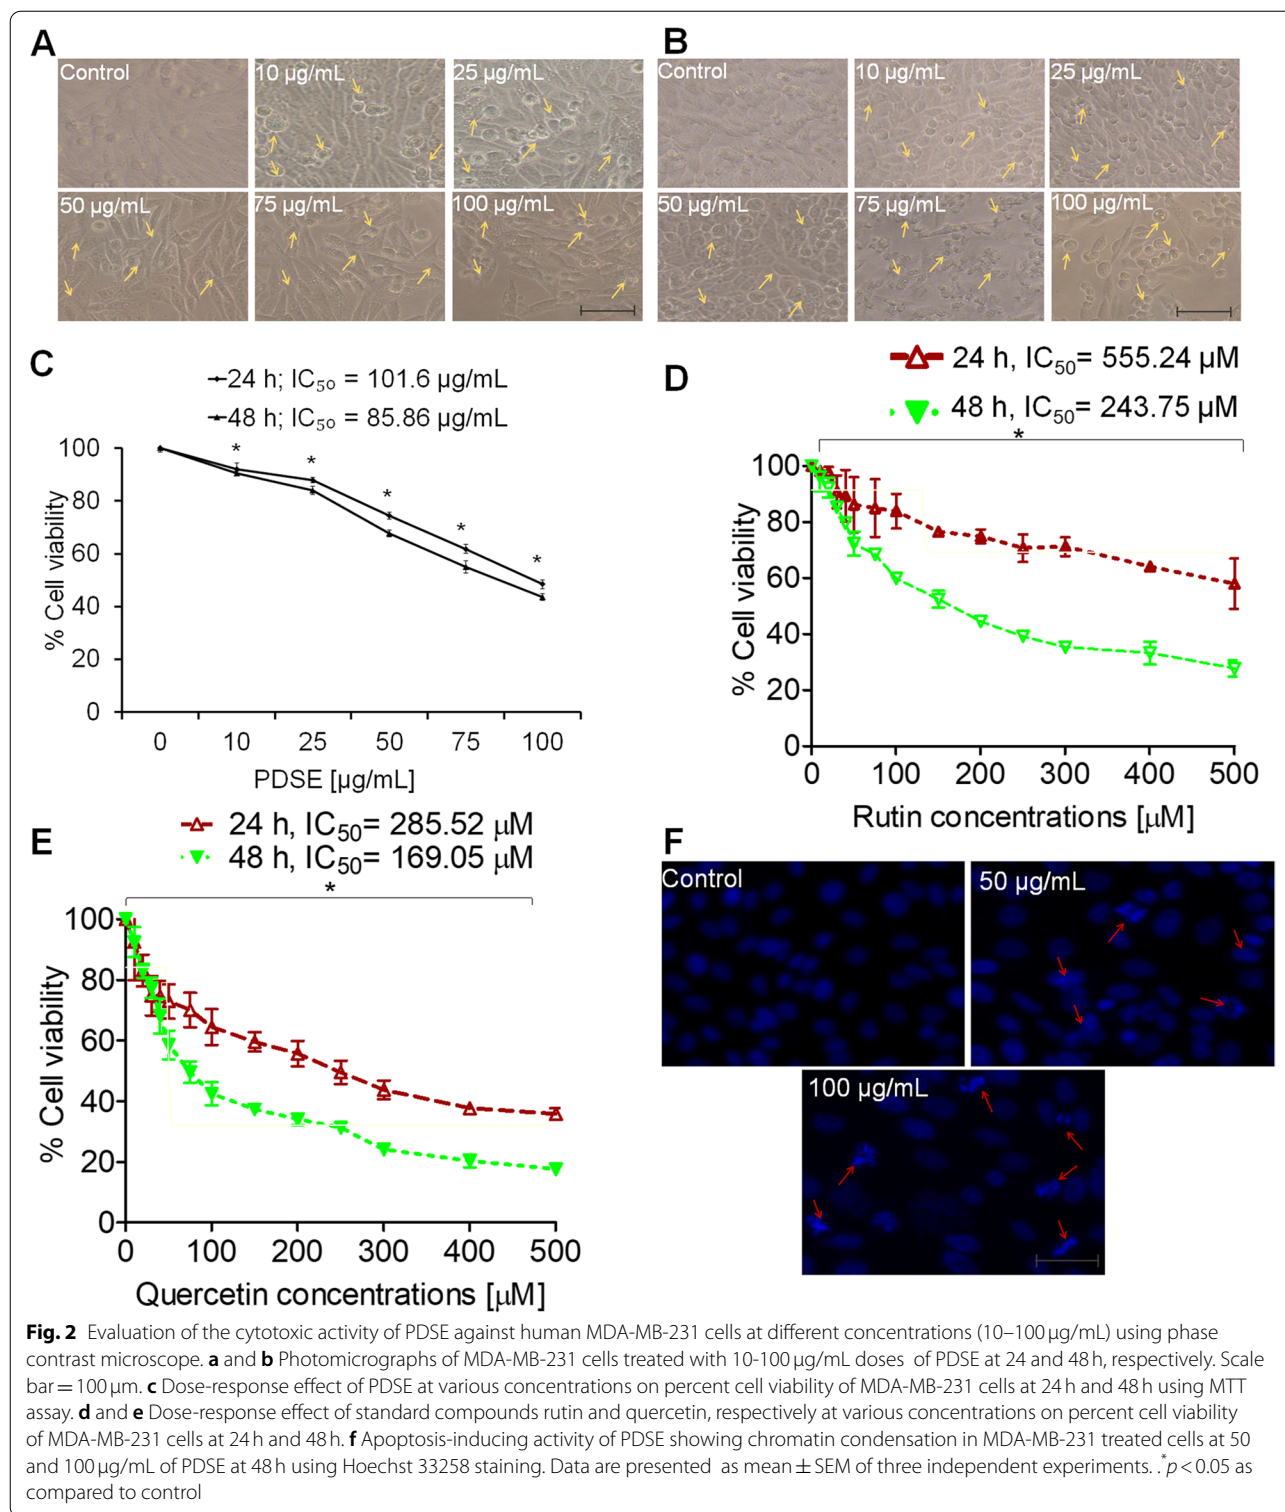 A
Control
10 µg/mL
25 µg/mL
50 µg/mL
75 µg/mL
100 µg/mL
B
Control
10 µg/mL
25 µg/mL
50 µg/mL
75 µg/mL
100 µg/mL
C
24 h; IC50 = 101.6 µg/mL
48 h; IC50 = 85.86 µg/mL
% Cell viability
100
80
60
40
20
0
* * * * *
0 10 25 50 75 100
PDSE [µg/mL]
D
24 h, IC50= 555.24 µM
48 h, IC50= 243.75 µM
*
% Cell viability
100
80
60
40
20
0
0 100 200 300 400 500
Rutin concentrations [µM]
E
24 h, IC50= 285.52 µM
48 h, IC50= 169.05 µM
*
% Cell viability
100
80
60
40
20
0
0 100 200 300 400 500
Quercetin concentrations [µM]
F
Control
50 µg/mL
100 µg/mL
Fig. 2 Evaluation of the cytotoxic activity of PDSE against human MDA-MB-231 cells at different concentrations (10–100 µg/mL) using phase
contrast microscope. a and b Photomicrographs of MDA-MB-231 cells treated with 10-100 µg/mL doses of PDSE at 24 and 48 h, respectively. Scale
bar = 100 µm. c Dose-response effect of PDSE at various concentrations on percent cell viability of MDA-MB-231 cells at 24 h and 48 h using MTT
assay. d and e Dose-response effect of standard compounds rutin and quercetin, respectively at various concentrations on percent cell viability
of MDA-MB-231 cells at 24 h and 48 h. f Apoptosis-inducing activity of PDSE showing chromatin condensation in MDA-MB-231 treated cells at 50
and 100 µg/mL of PDSE at 48 h using Hoechst 33258 staining. Data are presented as mean ± SEM of three independent experiments. .*p < 0.05 as
compared to control